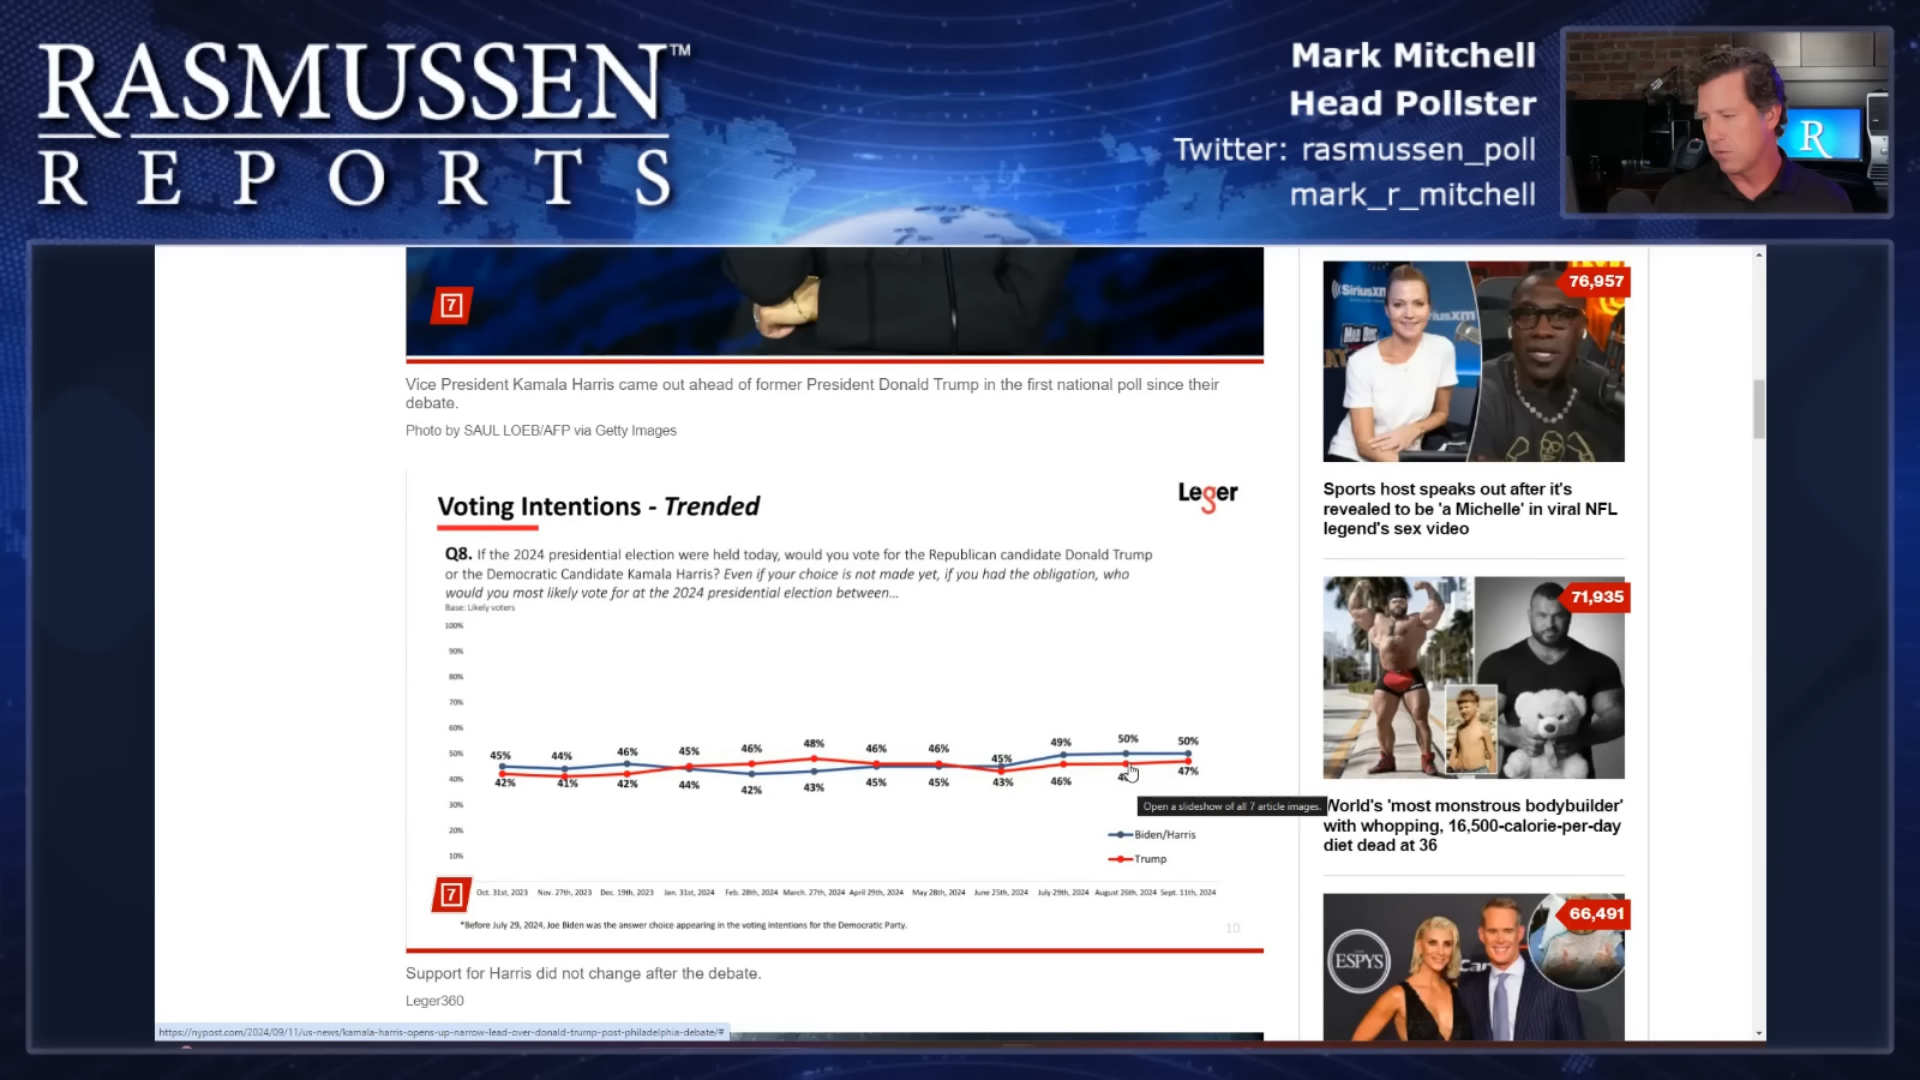 RASMUSSEN™
REPORTS
Mark Mitchell
Head Pollster
Twitter: rasmussen_poll
mark_r_mitchell
R
7
Vice President Kamala Harris came out ahead of former President Donald Trump in the first national poll since their
debate.
Photo by SAUL LOEB/AFP via Getty Images
Voting Intentions - Trended
Leger
Q8. If the 2024 presidential election were held today, would you vote for the Republican candidate Donald Trump
or the Democratic Candidate Kamala Harris? Even if your choice is not made yet, if you had the obligation, who
would you most likely vote for at the 2024 presidential election between...
Base: Likely voters
100%
90%
80%
70%
60%
50%
40%
30%
20%
10%
45% 44% 46% 45% 46% 48% 46% 46% 45% 49% 50% 50%
42% 41% 42% 44% 42% 43% 45% 45% 43% 46% 47%
Open a slideshow of all 7 article images.
Biden/Harris
Trump
7
Oct. 31st, 2023 Nov. 27th, 2023 Dec. 19th, 2023 Jan. 31st, 2024 Feb. 28th, 2024 March. 27th, 2024 April 29th, 2024 May 28th, 2024 June 25th, 2024 July 29th, 2024 August 26th, 2024 Sept. 11th, 2024
*Before July 29, 2024, Joe Biden was the answer choice appearing in the voting intentions for the Democratic Party.
10
Support for Harris did not change after the debate.
Leger360
https://nypost.com/2024/09/11/us-news/kamala-harris-opens-up-narrow-lead-over-donald-trump-post-philadelphia-debate/#
76,957
SiriusX
iusxm
MAD DOG
Sports host speaks out after it's
revealed to be 'a Michelle' in viral NFL
legend's sex video
71,935
World's 'most monstrous bodybuilder'
with whopping, 16,500-calorie-per-day
diet dead at 36
66,491
ESPYS
Ca